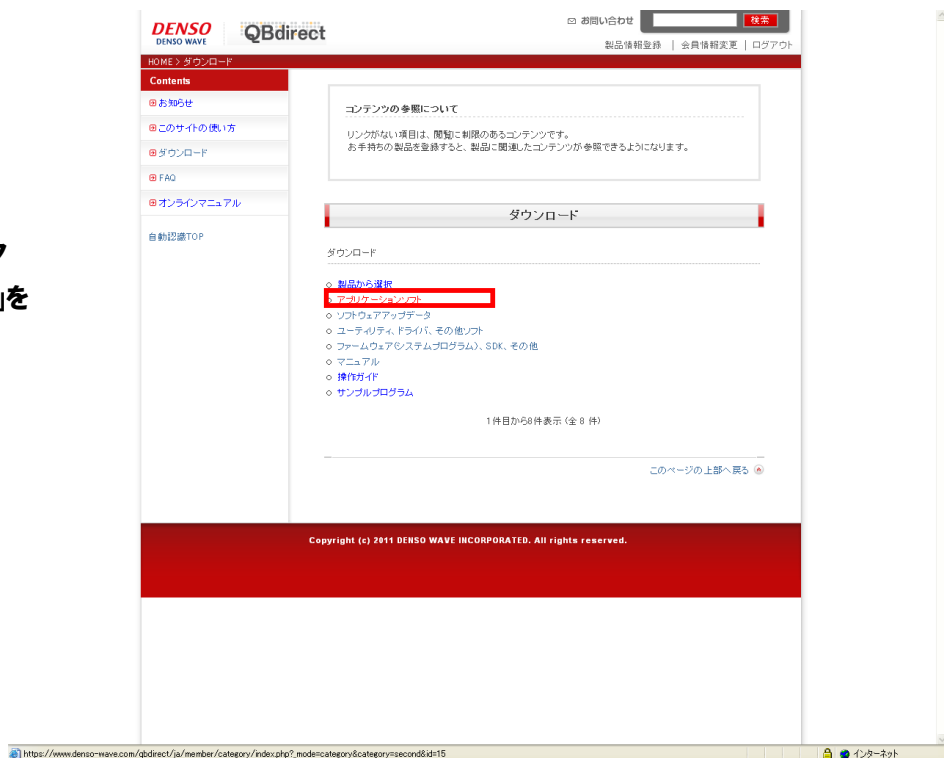 DENSO
DENSO WAVE
QBdirect
お問い合わせ
検索
製品情報登録 | 会員情報変更 | ログアウト
HOME > ダウンロード
Contents
お知らせ
このサイトの使い方
ダウンロード
FAQ
オンラインマニュアル
自動認識TOP
」を
コンテンツの参照について
リンクがない項目は、閲覧に制限のあるコンテンツです。
お手持ちの製品を登録すると、製品に関連したコンテンツが参照できるようになります。
ダウンロード
ダウンロード
製品から選択
アプリケーションソフト
ソフトウェアアップデータ
ユーティリティ、ドライバ、その他ソフト
ファームウェア(システムプログラム)、SDK、その他
マニュアル
操作ガイド
サンプルプログラム
1件目から8件表示 (全 8 件)
このページの上部へ戻る
Copyright (c) 2011 DENSO WAVE INCORPORATED. All rights reserved.
https://www.denso-wave.com/qbdirect/ja/member/category/index.php?_mode=category&category=second&id=15
インターネット